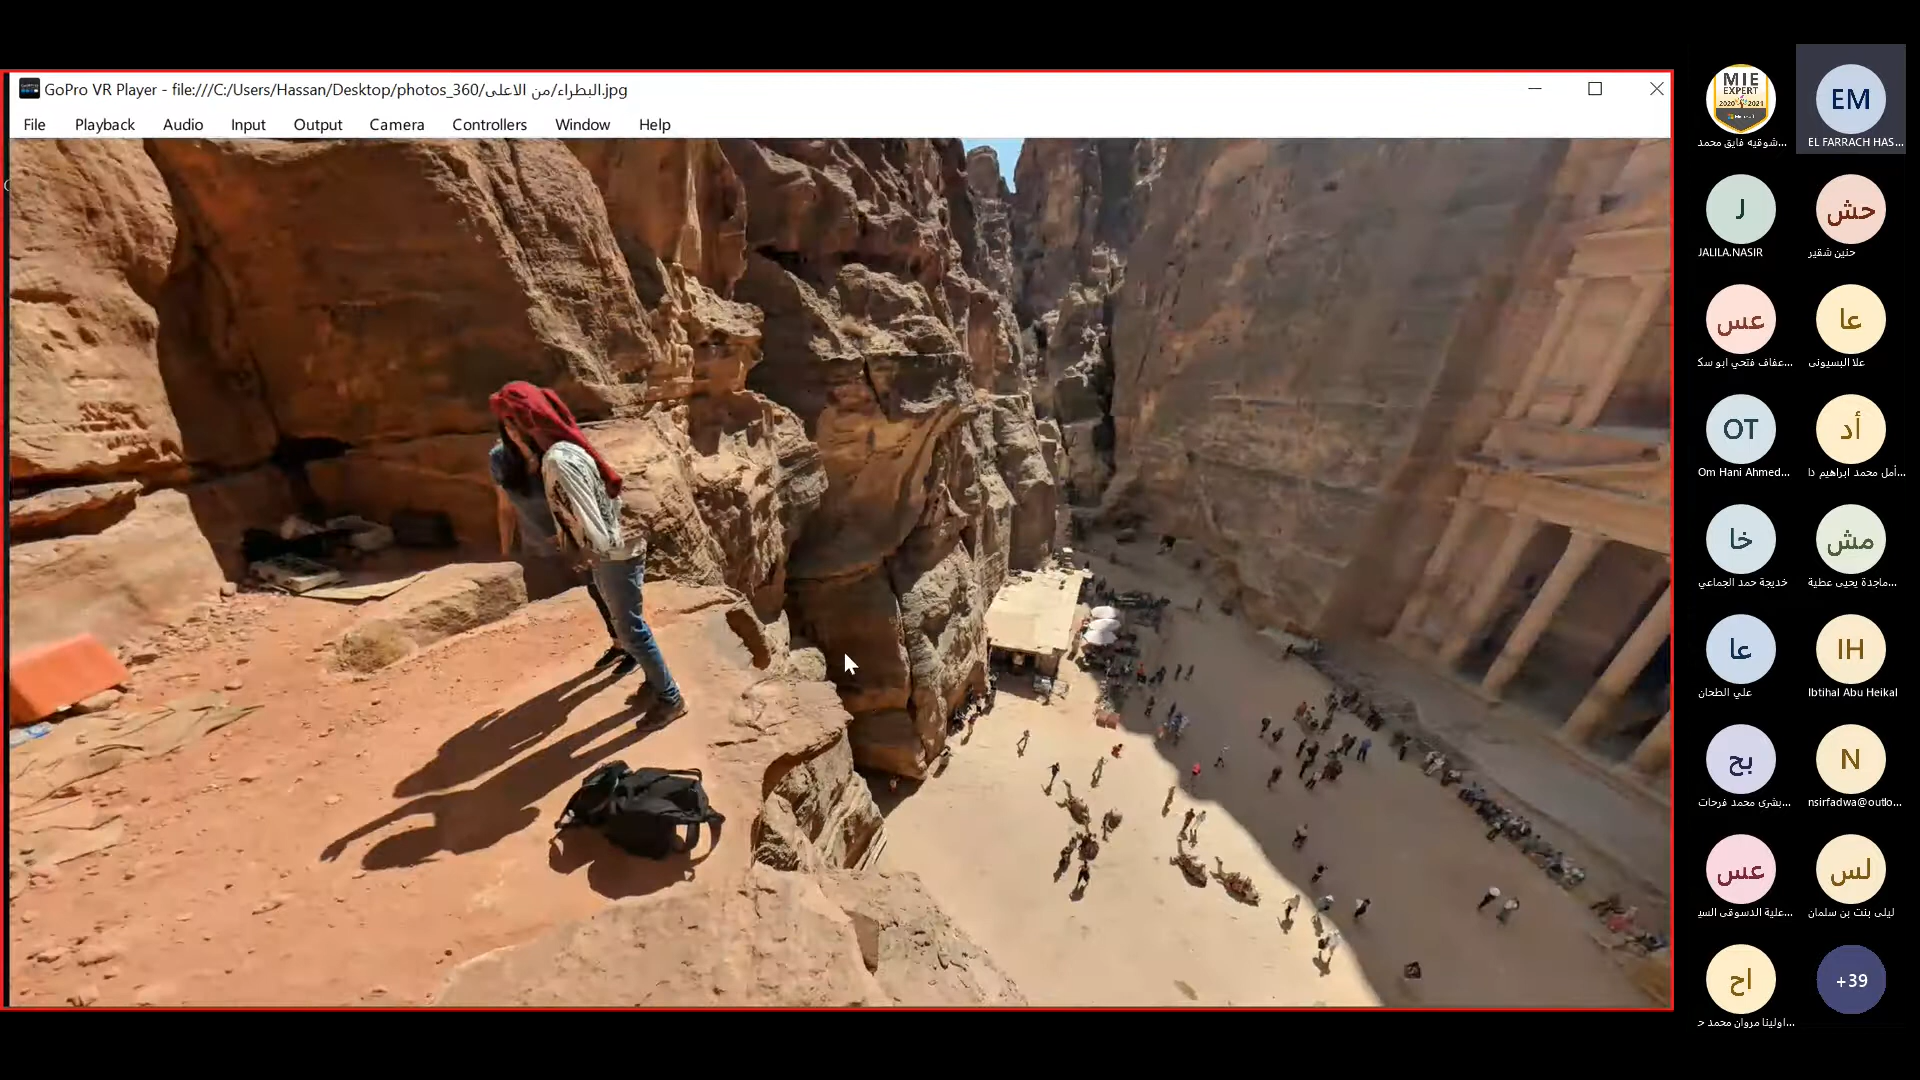 GoPro VR Player - file:///C:/Users/Hassan/Desktop/photos_360/البطراء/من الاعلى.jpg
File Playback Audio Input Output Camera Controllers Window Help
MIE
EXPERT
2020 2021
Microsoft
شوقيه فايق محمد...
EM
EL FARRACH HAS...
J
JALILA.NASIR
حش
حنين شقير
عس
عفاف فتحي ابو سك...
عا
علا البسيونى
OT
Om Hani Ahmed...
أد
أمل محمد ابراهيم دا...
خا
خديجة حمد الجماعي
مش
ماجدة يحيى عطية...
عا
علي الطحان
IH
Ibtihal Abu Heikal
بح
بشرى محمد فرحات...
N
nsirfadwa@outlo...
عس
علية الدسوقى السي...
لس
ليلى بنت بن سلمان
اح
اولينا مروان محمد ح...
+39